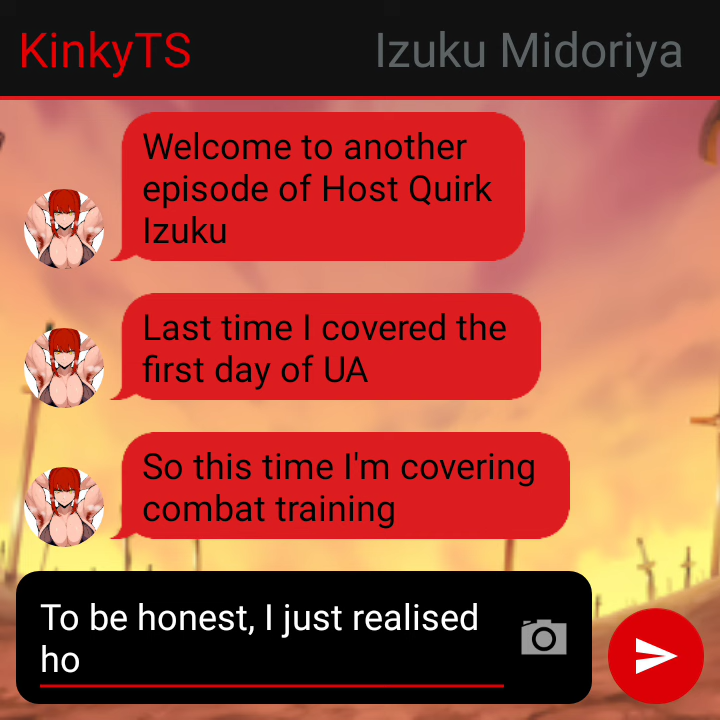 KinkyTS Izuku Midoriya
Welcome to another
episode of Host Quirk
Izuku
Last time I covered the
first day of UA
So this time I'm covering
combat training
To be honest, I just realised
ho